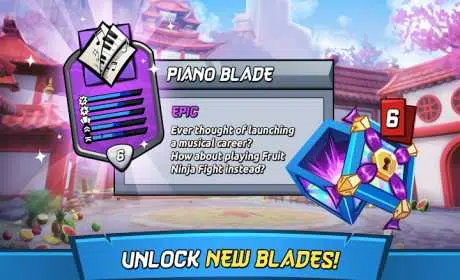 PIANO BLADE
EPIC
Ever thought of launching
a musical career?
How about playing Fruit
Ninja Fight instead?
6
6
UNLOCK NEW BLADES!